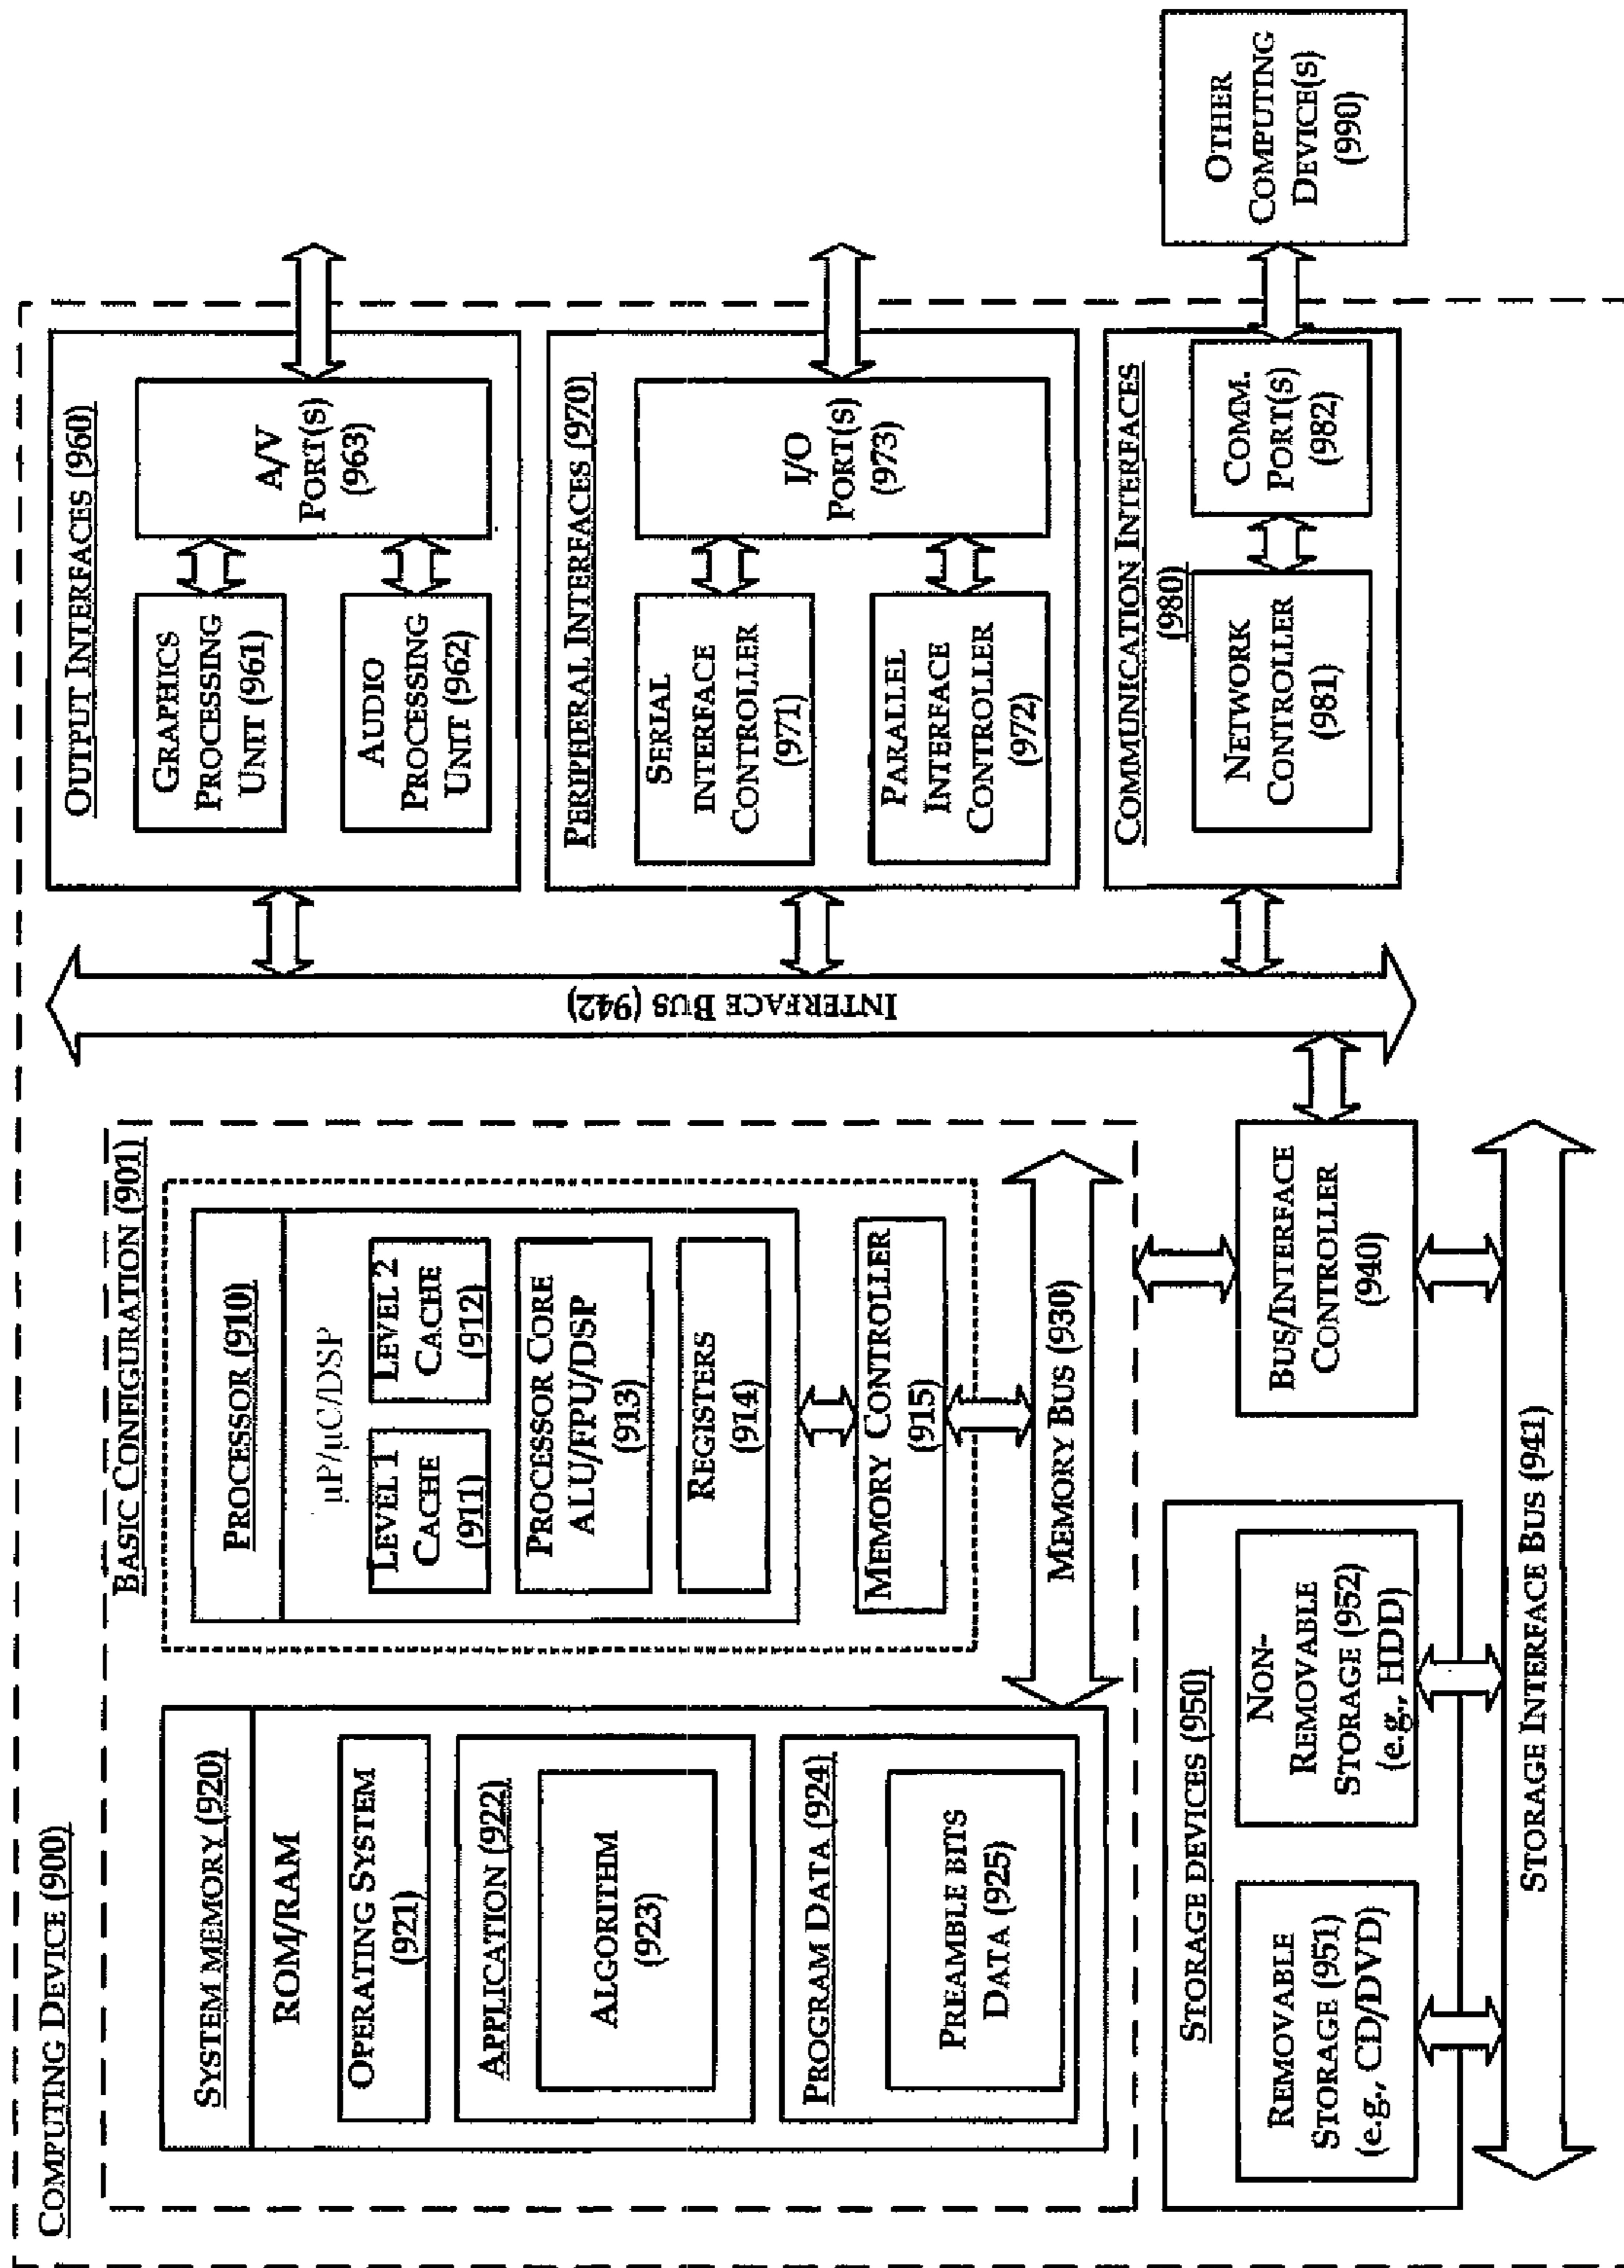 COMPUTING DEVICE (900)
BASIC CONFIGURATION (901)
SYSTEM MEMORY (920)
ROM/RAM
OPERATING SYSTEM
(921)
APPLICATION (922)
ALGORITHM
(923)
PROGRAM DATA (924)
PREAMBLE BITS
DATA (925)
PROCESSOR (910)
µP/µC/DSP
LEVEL 1
CACHE
(911)
LEVEL 2
CACHE
(912)
PROCESSOR CORE
ALU/FPU/DSP
(913)
REGISTERS
(914)
MEMORY CONTROLLER
(915)
MEMORY BUS (930)
BUS/INTERFACE
CONTROLLER
(940)
STORAGE DEVICES (950)
REMOVABLE
STORAGE (951)
(e.g., CD/DVD)
NON-
REMOVABLE
STORAGE (952)
(e.g., HDD)
STORAGE INTERFACE BUS (941)
INTERFACE BUS (942)
OUTPUT INTERFACES (960)
GRAPHICS
PROCESSING
UNIT (961)
AUDIO
PROCESSING
UNIT (962)
A/V
PORT(S)
(963)
PERIPHERAL INTERFACES (970)
SERIAL
INTERFACE
CONTROLLER
(971)
PARALLEL
INTERFACE
CONTROLLER
(972)
I/O
PORT(S)
(973)
COMMUNICATION INTERFACES
(980)
NETWORK
CONTROLLER
(981)
COMM.
PORT(S)
(982)
OTHER
COMPUTING
DEVICE(S)
(990)